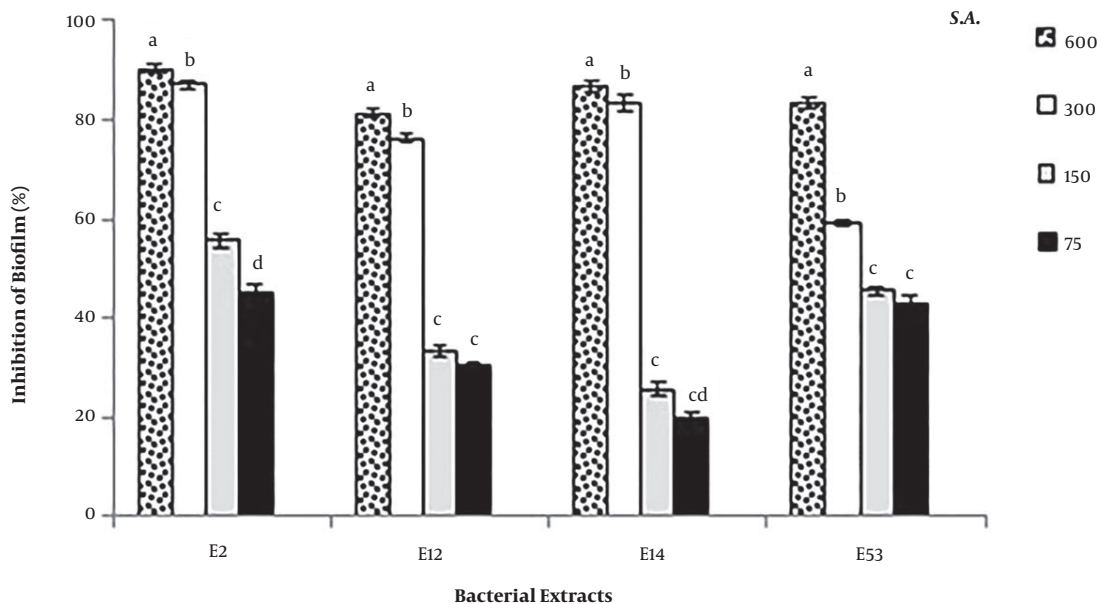 S.A.
100
80
60
40
20
0
Inhibition of Biofilm (%)
a
b
c
d
a
b
c
c
a
b
c
cd
a
b
c
c
E2
E12
E14
E53
Bacterial Extracts
600
300
150
75